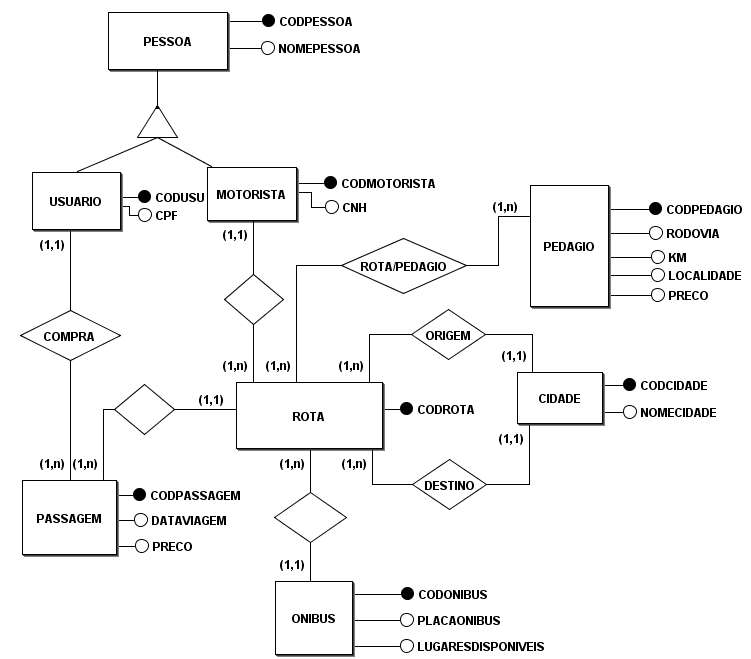 CODPESSOA
PESSOA
NOMEPESSOA
USUARIO
CODUSU
CPF
MOTORISTA
CODMOTORISTA
CNH
(1,n)
PEDAGIO
CODPEDAGIO
RODOVIA
KM
LOCALIDADE
PRECO
(1,1)
(1,1)
ROTA/PEDAGIO
COMPRA
ORIGEM
(1,1)
(1,n)
(1,n)
(1,n)
(1,1)
ROTA
CODROTA
CIDADE
CODCIDADE
NOMECIDADE
(1,1)
(1,n)
(1,n)
(1,n)
(1,n)
DESTINO
PASSAGEM
CODPASSAGEM
DATAVIAGEM
PRECO
(1,1)
ONIBUS
CODONIBUS
PLACAONIBUS
LUGARESDISPONIVEIS